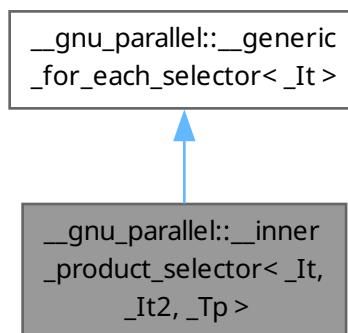 __gnu_parallel::__generic
_for_each_selector< _It >
__gnu_parallel::__inner
_product_selector< _It,
_It2, _Tp >